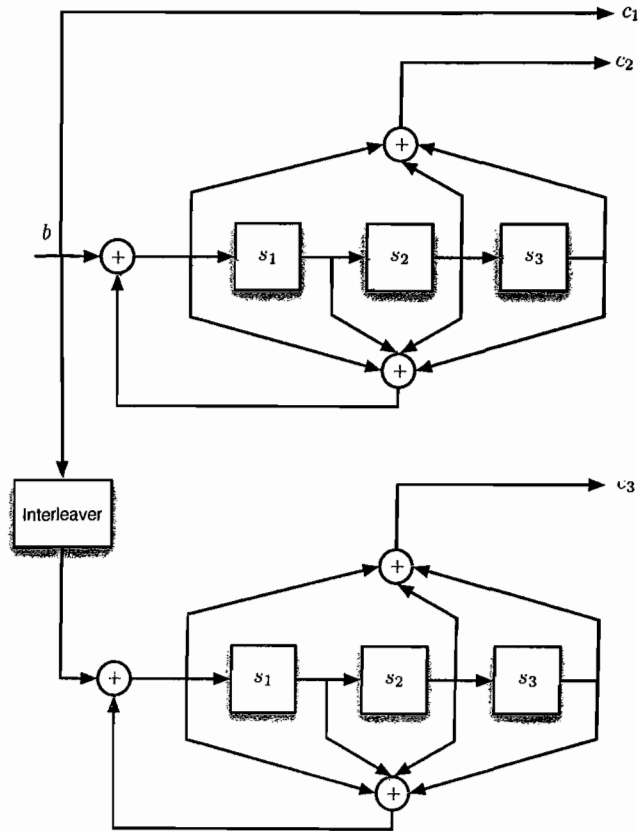 c₁
c₂
+
b
+
s₁
s₂
s₃
+
Interleaver
c₃
+
+
s₁
s₂
s₃
+